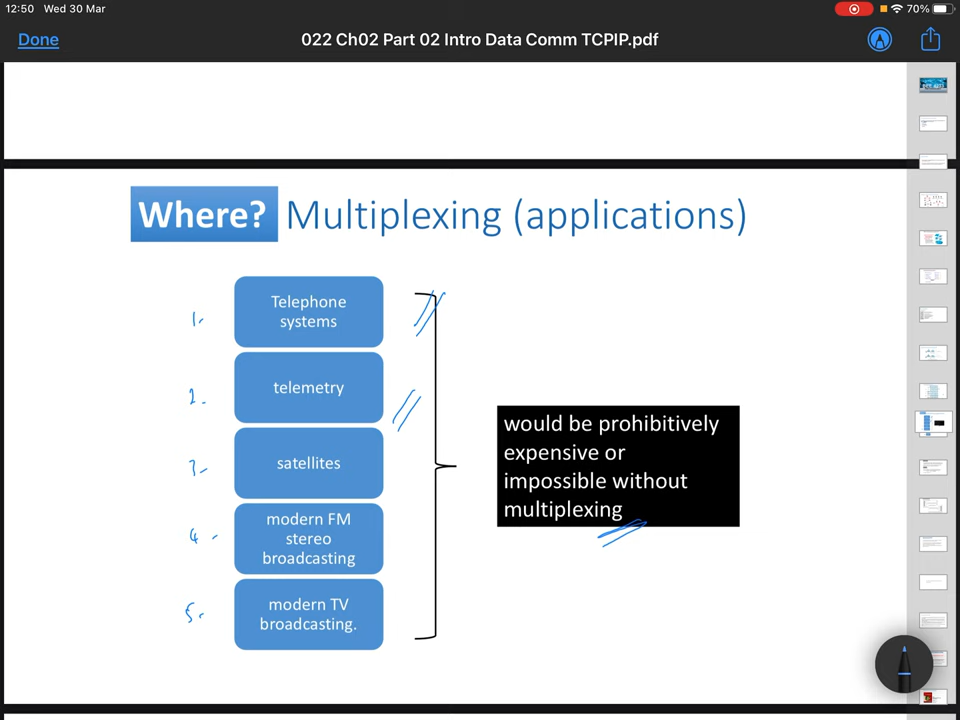 12:50 Wed 30 Mar
70%
Done
022 Ch02 Part 02 Intro Data Comm TCPIP.pdf
Where? Multiplexing (applications)
1.
Telephone
systems
2.
telemetry
3.
satellites
4.
modern FM
stereo
broadcasting
5.
modern TV
broadcasting.
would be prohibitively
expensive or
impossible without
multiplexing